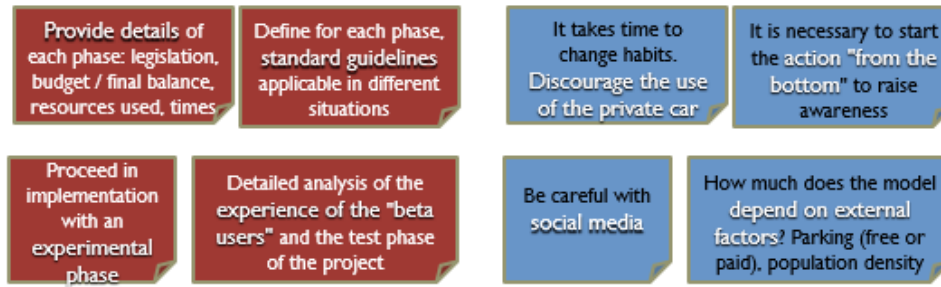 Provide details of
each phase: legislation,
budget / final balance,
resources used, times
Define for each phase,
standard guidelines
applicable in different
situations
It takes time to
change habits.
Discourage the use
of the private car
It is necessary to start
the action "from the
bottom" to raise
awareness
Proceed in
implementation
with an
experimental
phase
Detailed analysis of the
experience of the "beta
users" and the test phase
of the project
Be careful with
social media
How much does the model
depend on external
factors? Parking (free or
paid), population density